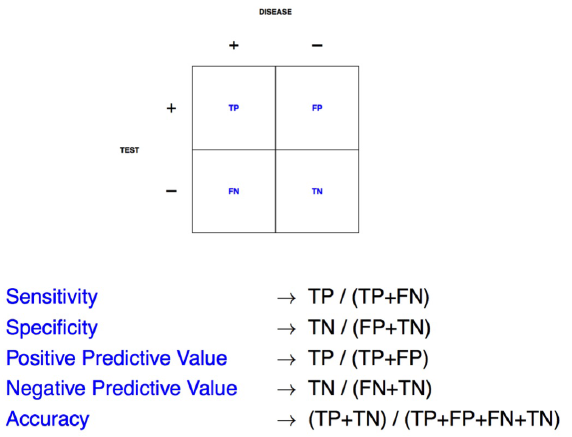 DISEASE
+ −
+ TP FP
TEST
− FN TN
Sensitivity → TP / (TP+FN)
Specificity → TN / (FP+TN)
Positive Predictive Value → TP / (TP+FP)
Negative Predictive Value → TN / (FN+TN)
Accuracy → (TP+TN) / (TP+FP+FN+TN)